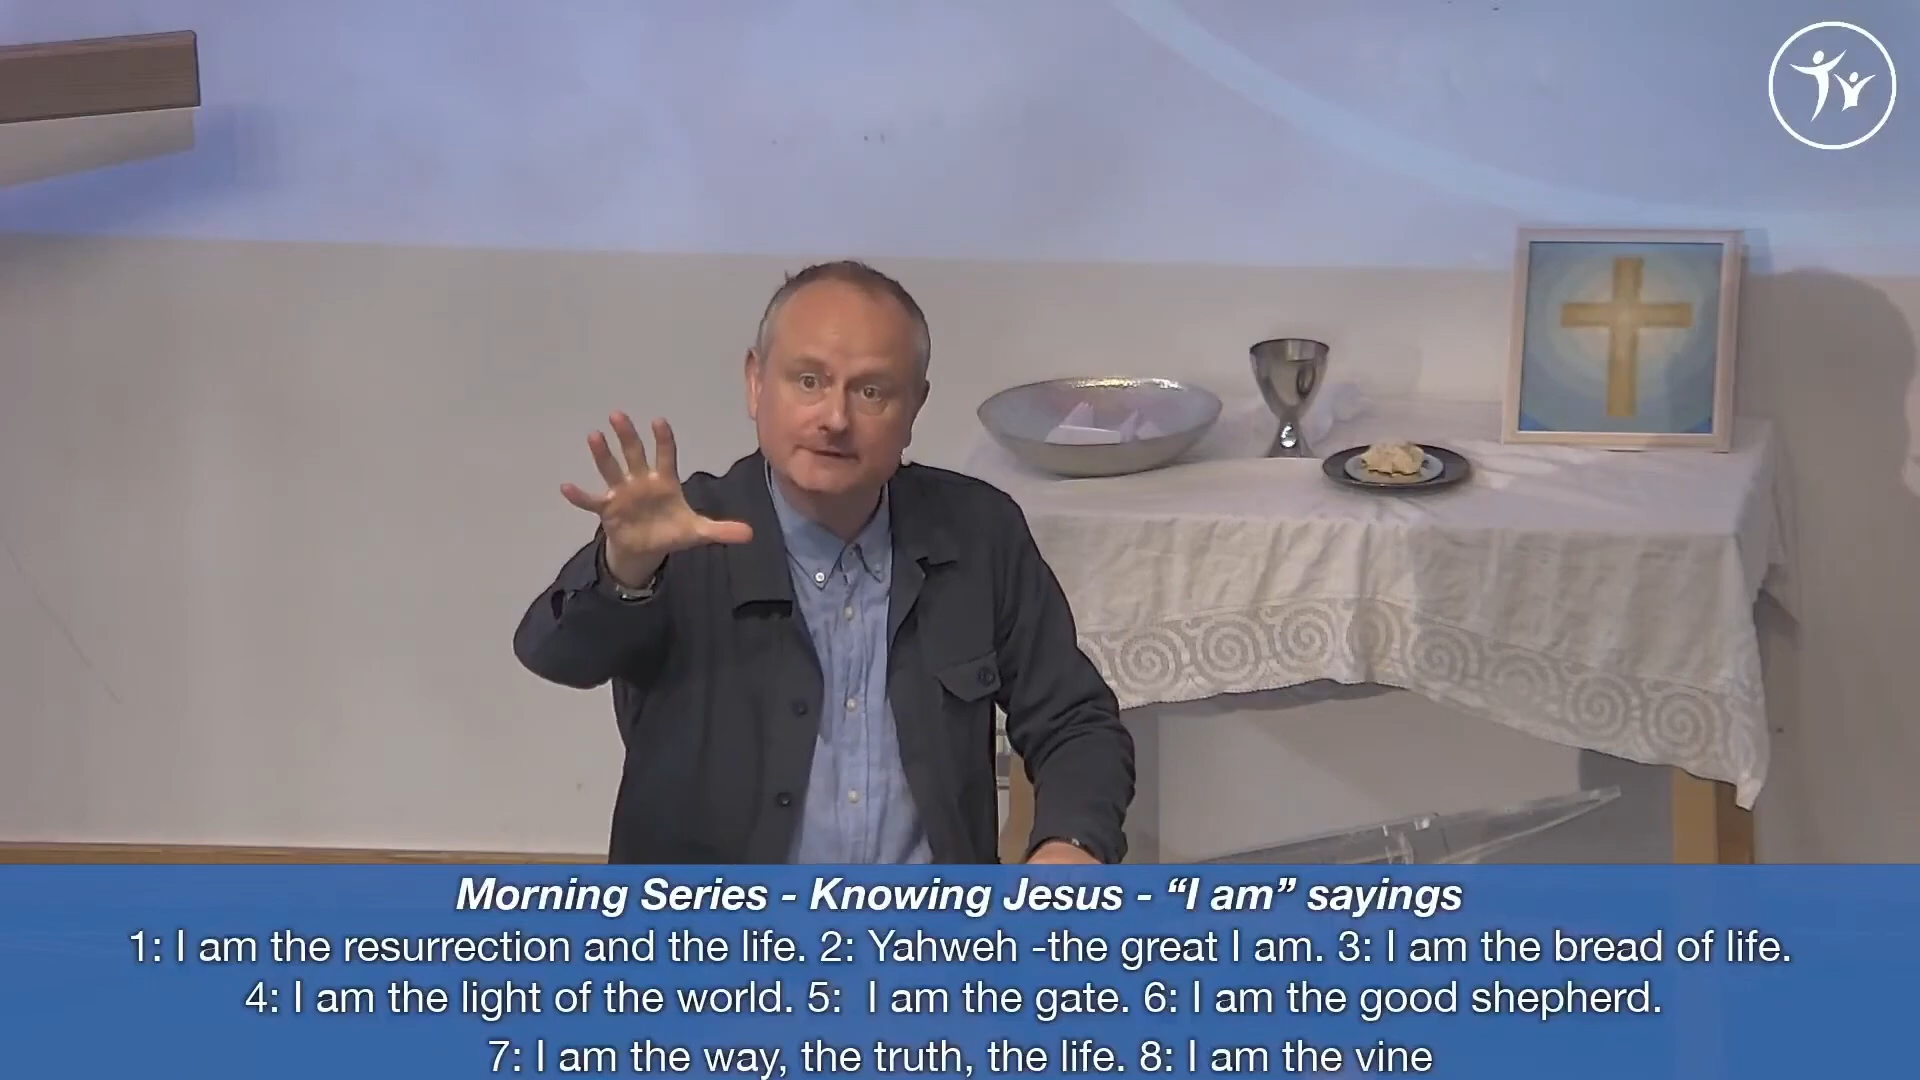 Morning Series - Knowing Jesus - “I am” sayings
1: I am the resurrection and the life. 2: Yahweh -the great I am. 3: I am the bread of life.
4: I am the light of the world. 5:  I am the gate. 6: I am the good shepherd.
7: I am the way, the truth, the life. 8: I am the vine